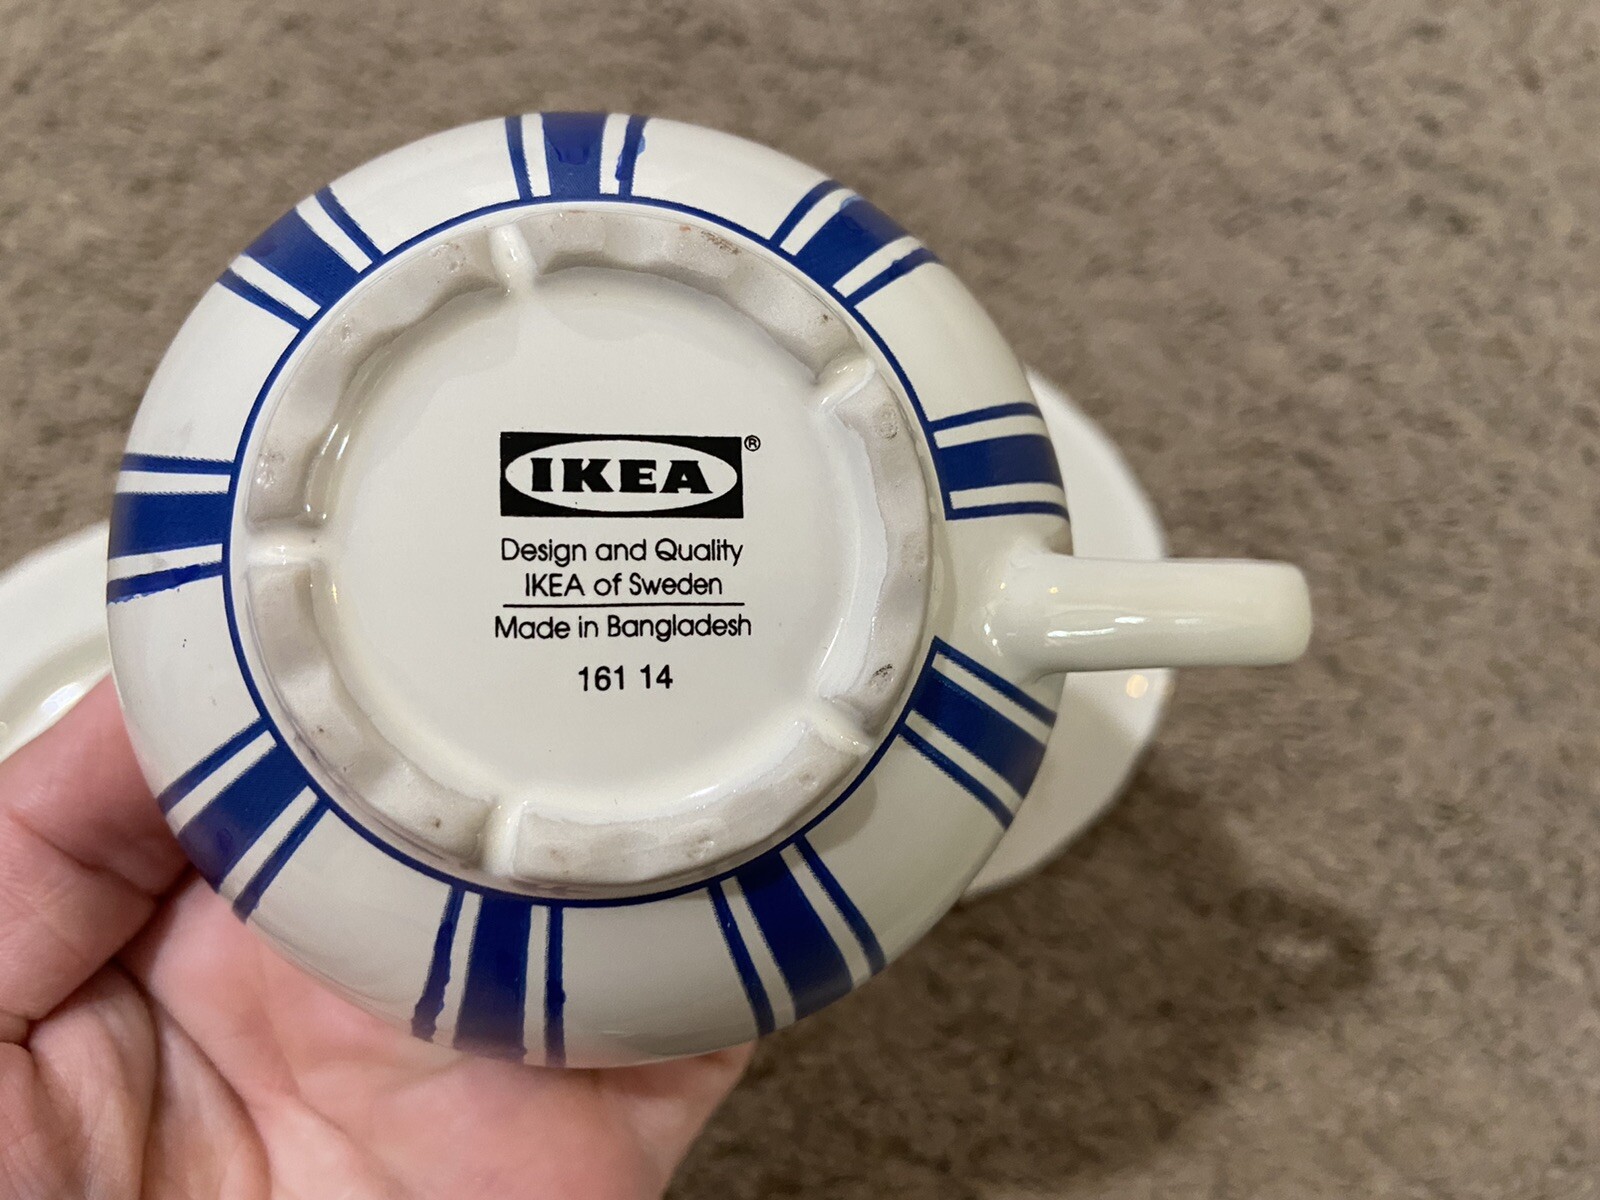 IKEA®
Design and Quality
IKEA of Sweden
Made in Bangladesh
161 14